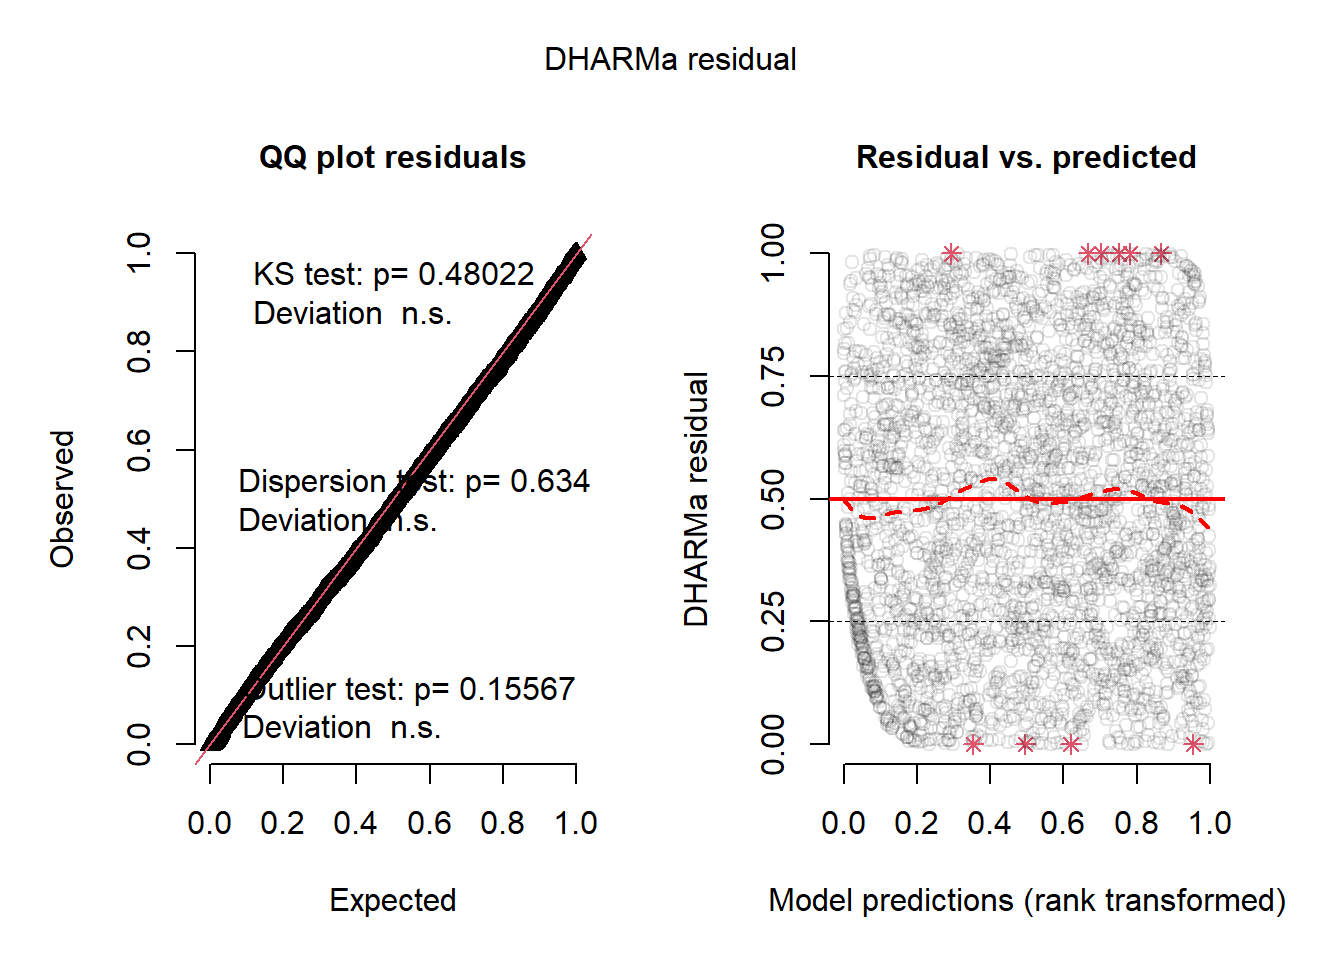 DHARMa residual
QQ plot residuals
KS test: p= 0.48022
Deviation  n.s.
Dispersion test: p= 0.634
Deviation  n.s.
Outlier test: p= 0.15567
Deviation  n.s.
Observed
1.0
0.8
0.6
0.4
0.2
0.0
0.0 0.2 0.4 0.6 0.8 1.0
Expected
Residual vs. predicted
DHARMa residual
1.00
0.75
0.50
0.25
0.00
0.0 0.2 0.4 0.6 0.8 1.0
Model predictions (rank transformed)